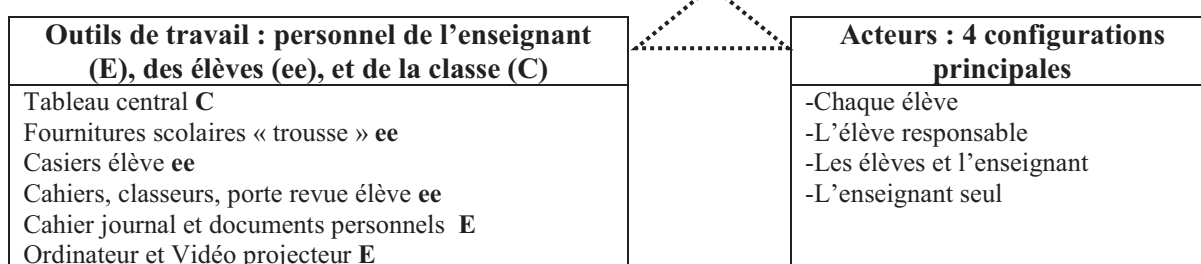 Outils de travail : personnel de l’enseignant
(E), des élèves (ee), et de la classe (C)
Tableau central C
Fournitures scolaires « trousse » ee
Casiers élève ee
Cahiers, classeurs, porte revue élève ee
Cahier journal et documents personnels E
Ordinateur et Vidéo projecteur E
Acteurs : 4 configurations
principales
-Chaque élève
-L’élève responsable
-Les élèves et l’enseignant
-L’enseignant seul